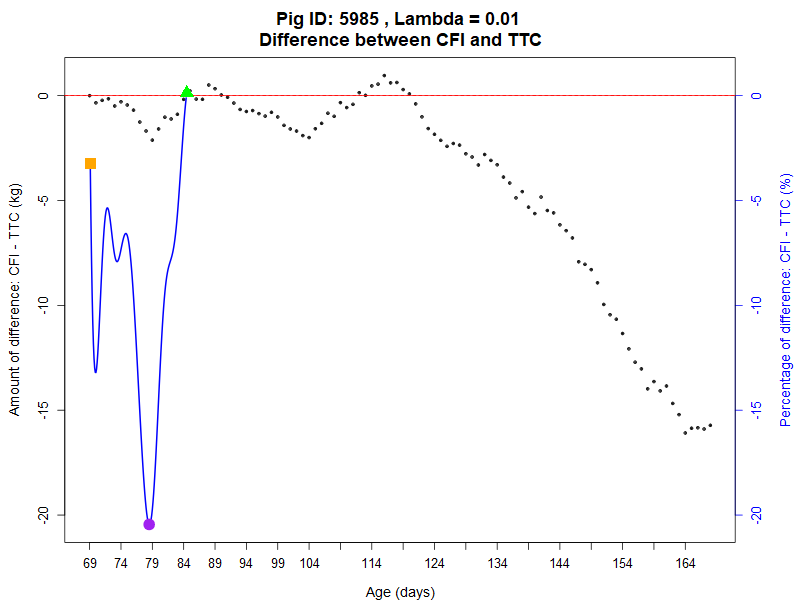 Pig ID: 5985 , Lambda = 0.01
Difference between CFI and TTC
Amount of difference: CFI - TTC (kg)
0
-5
-10
-15
-20
0
-5
-10
-15
-20
Percentage of difference: CFI - TTC (%)
69 74 79 84 89 94 99 104 114 124 134 144 154 164
Age (days)